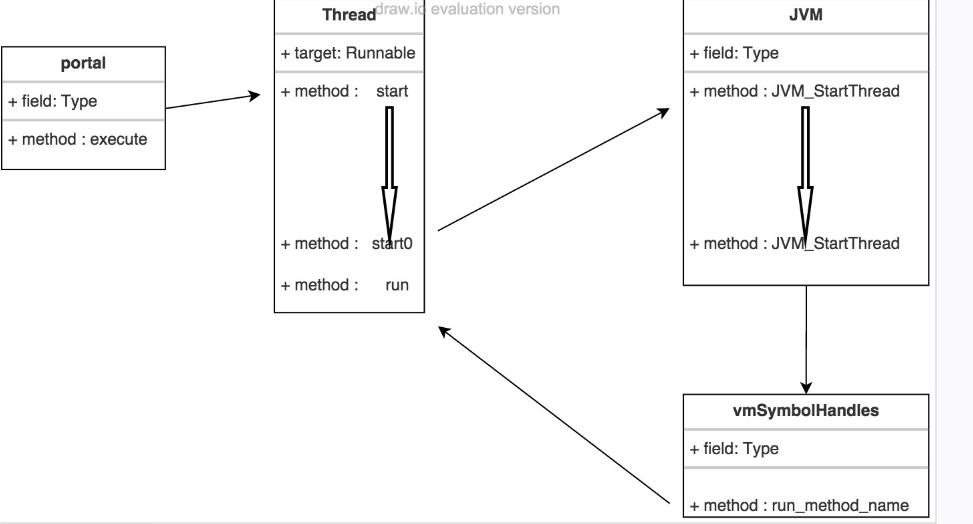 draw.io evaluation version
portal
+ field: Type
+ method : execute
Thread
+ target: Runnable
+ method : start
+ method : start0
+ method : run
JVM
+ field: Type
+ method : JVM_StartThread
+ method : JVM_StartThread
vmSymbolHandles
+ field: Type
+ method : run_method_name